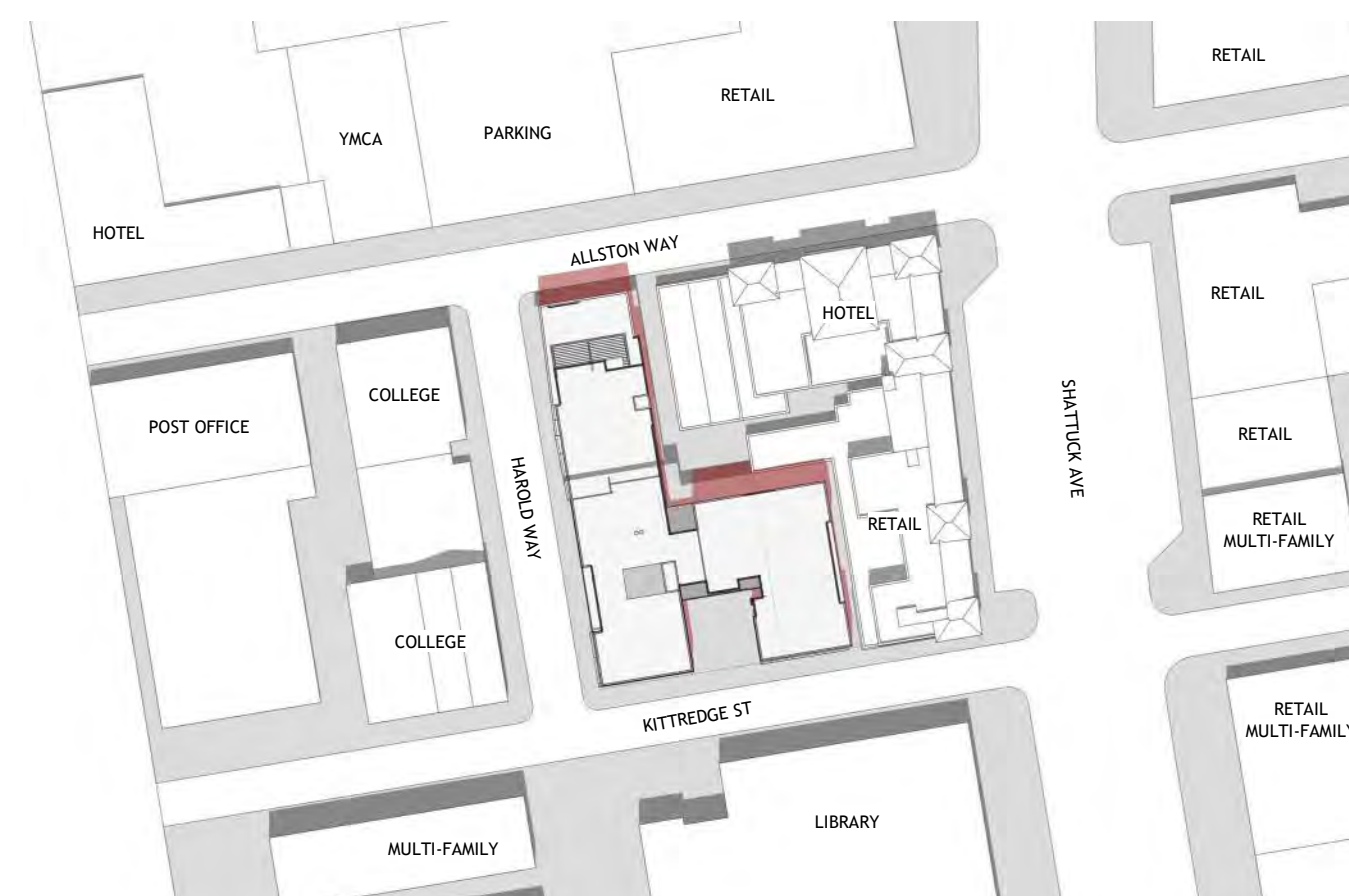 RETAIL
RETAIL
YMCA
PARKING
HOTEL
ALLSTON WAY
RETAIL
HOTEL
COLLEGE
POST OFFICE
SHATTUCK AVE
RETAIL
HAROLD WAY
RETAIL
RETAIL
MULTI-FAMILY
COLLEGE
KITTREDGE ST
RETAIL
MULTI-FAMILY
LIBRARY
MULTI-FAMILY